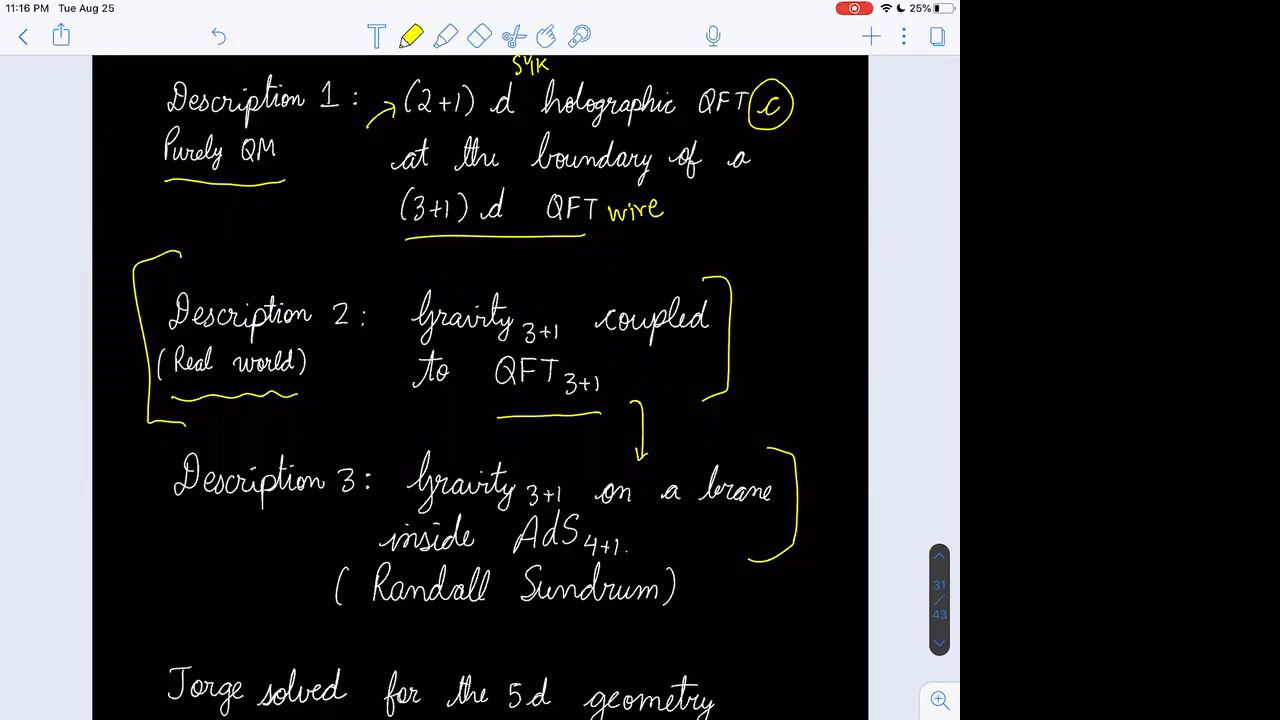 11:16 PM Tue Aug 25
25%
SYK
Description 1 : (2+1) d holographic QFT c
Purely QM at the boundary of a
(3+1) d QFT wire
Description 2 : Gravity 3+1 coupled
(Real world) to QFT 3+1
Description 3 : Gravity 3+1 on a brane
inside AdS 4+1.
( Randall Sundrum )
31
/
43
Jorge solved for the 5d geometry